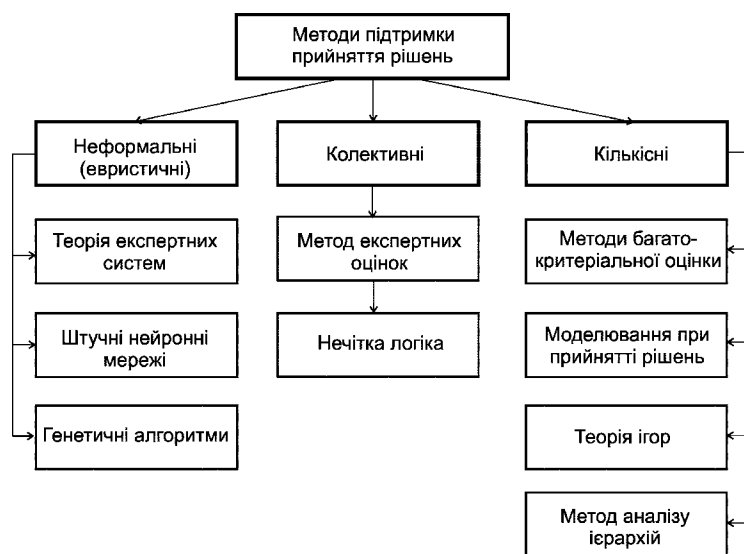 Методи підтримки
прийняття рішень
Неформальні
(евристичні)
Колективні
Кількісні
Теорія експертних
систем
Метод експертних
оцінок
Методи багато-
критеріальної оцінки
Штучні нейронні
мережі
Нечітка логіка
Моделювання при
прийнятті рішень
Генетичні алгоритми
Теорія ігор
Метод аналізу
ієрархій